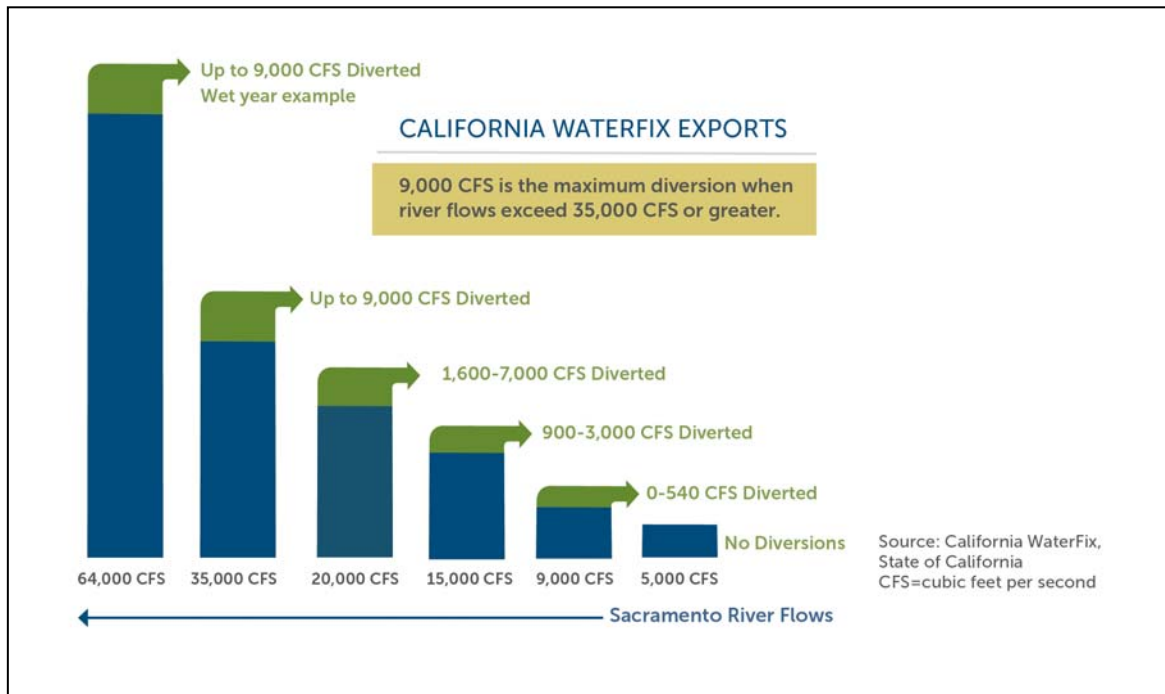 Up to 9,000 CFS Diverted
Wet year example
CALIFORNIA WATERFIX EXPORTS
9,000 CFS is the maximum diversion when
river flows exceed 35,000 CFS or greater.
Up to 9,000 CFS Diverted
1,600-7,000 CFS Diverted
900-3,000 CFS Diverted
0-540 CFS Diverted
No Diversions
Source: California WaterFix,
State of California
CFS=cubic feet per second
64,000 CFS
35,000 CFS
20,000 CFS
15,000 CFS
9,000 CFS
5,000 CFS
Sacramento River Flows